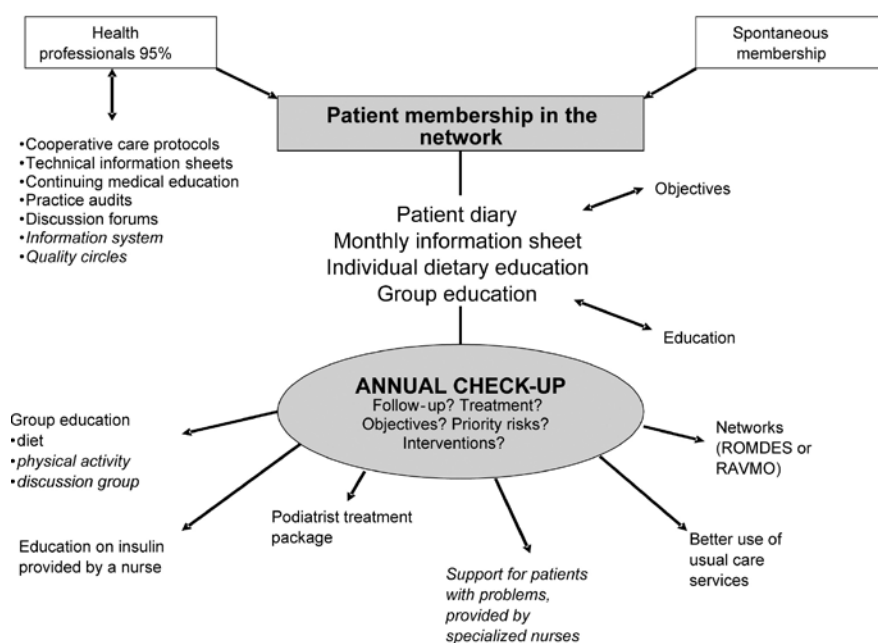 Health
professionals 95%
Spontaneous
membership
Patient membership in the
network
•Cooperative care protocols
•Technical information sheets
•Continuing medical education
•Practice audits
•Discussion forums
•Information system
•Quality circles
Objectives
Patient diary
Monthly information sheet
Individual dietary education
Group education
Education
ANNUAL CHECK-UP
Follow-up? Treatment?
Objectives? Priority risks?
Interventions?
Group education
•diet
•physical activity
•discussion group
Networks
(ROMDES or
RAVMO)
Education on insulin
provided by a nurse
Podiatrist treatment
package
Support for patients
with problems,
provided by
specialized nurses
Better use of
usual care
services